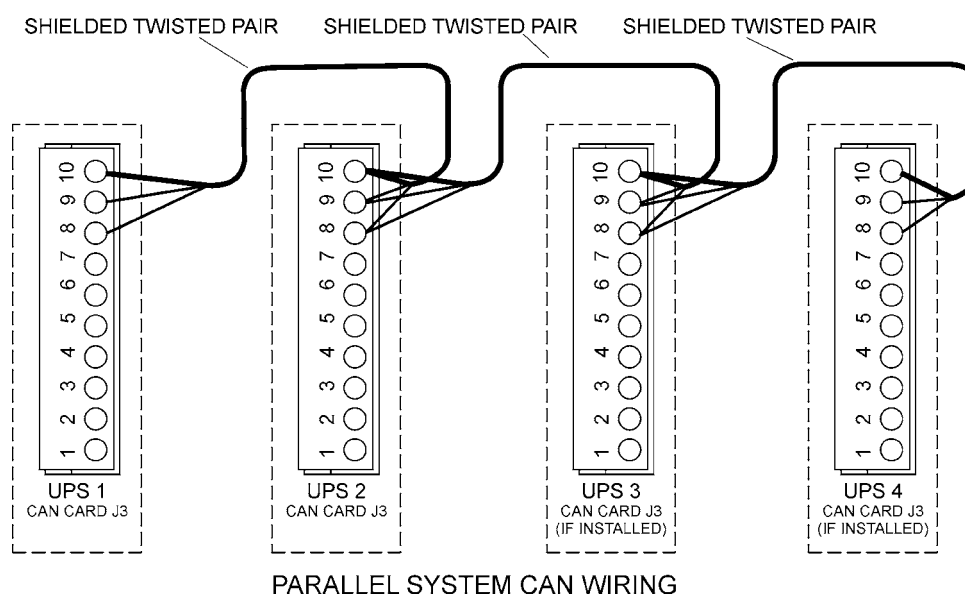 SHIELDED TWISTED PAIR SHIELDED TWISTED PAIR SHIELDED TWISTED PAIR
10 10 10 10
9 9 9 9
8 8 8 8
7 7 7 7
6 6 6 6
5 5 5 5
4 4 4 4
3 3 3 3
2 2 2 2
1 1 1 1
UPS 1 UPS 2 UPS 3 UPS 4
CAN CARD J3 CAN CARD J3 CAN CARD J3 CAN CARD J3
(IF INSTALLED) (IF INSTALLED)
PARALLEL SYSTEM CAN WIRING